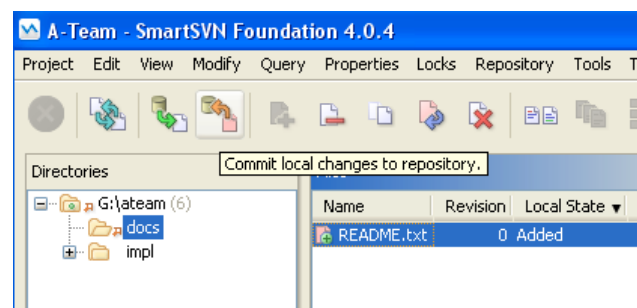 A-Team - SmartSVN Foundation 4.0.4
Project Edit View Modify Query Properties Locks Repository Tools
Commit local changes to repository.
Directories
G:\ateam (6)
docs
impl
Name Revision Local State
README.txt 0 Added